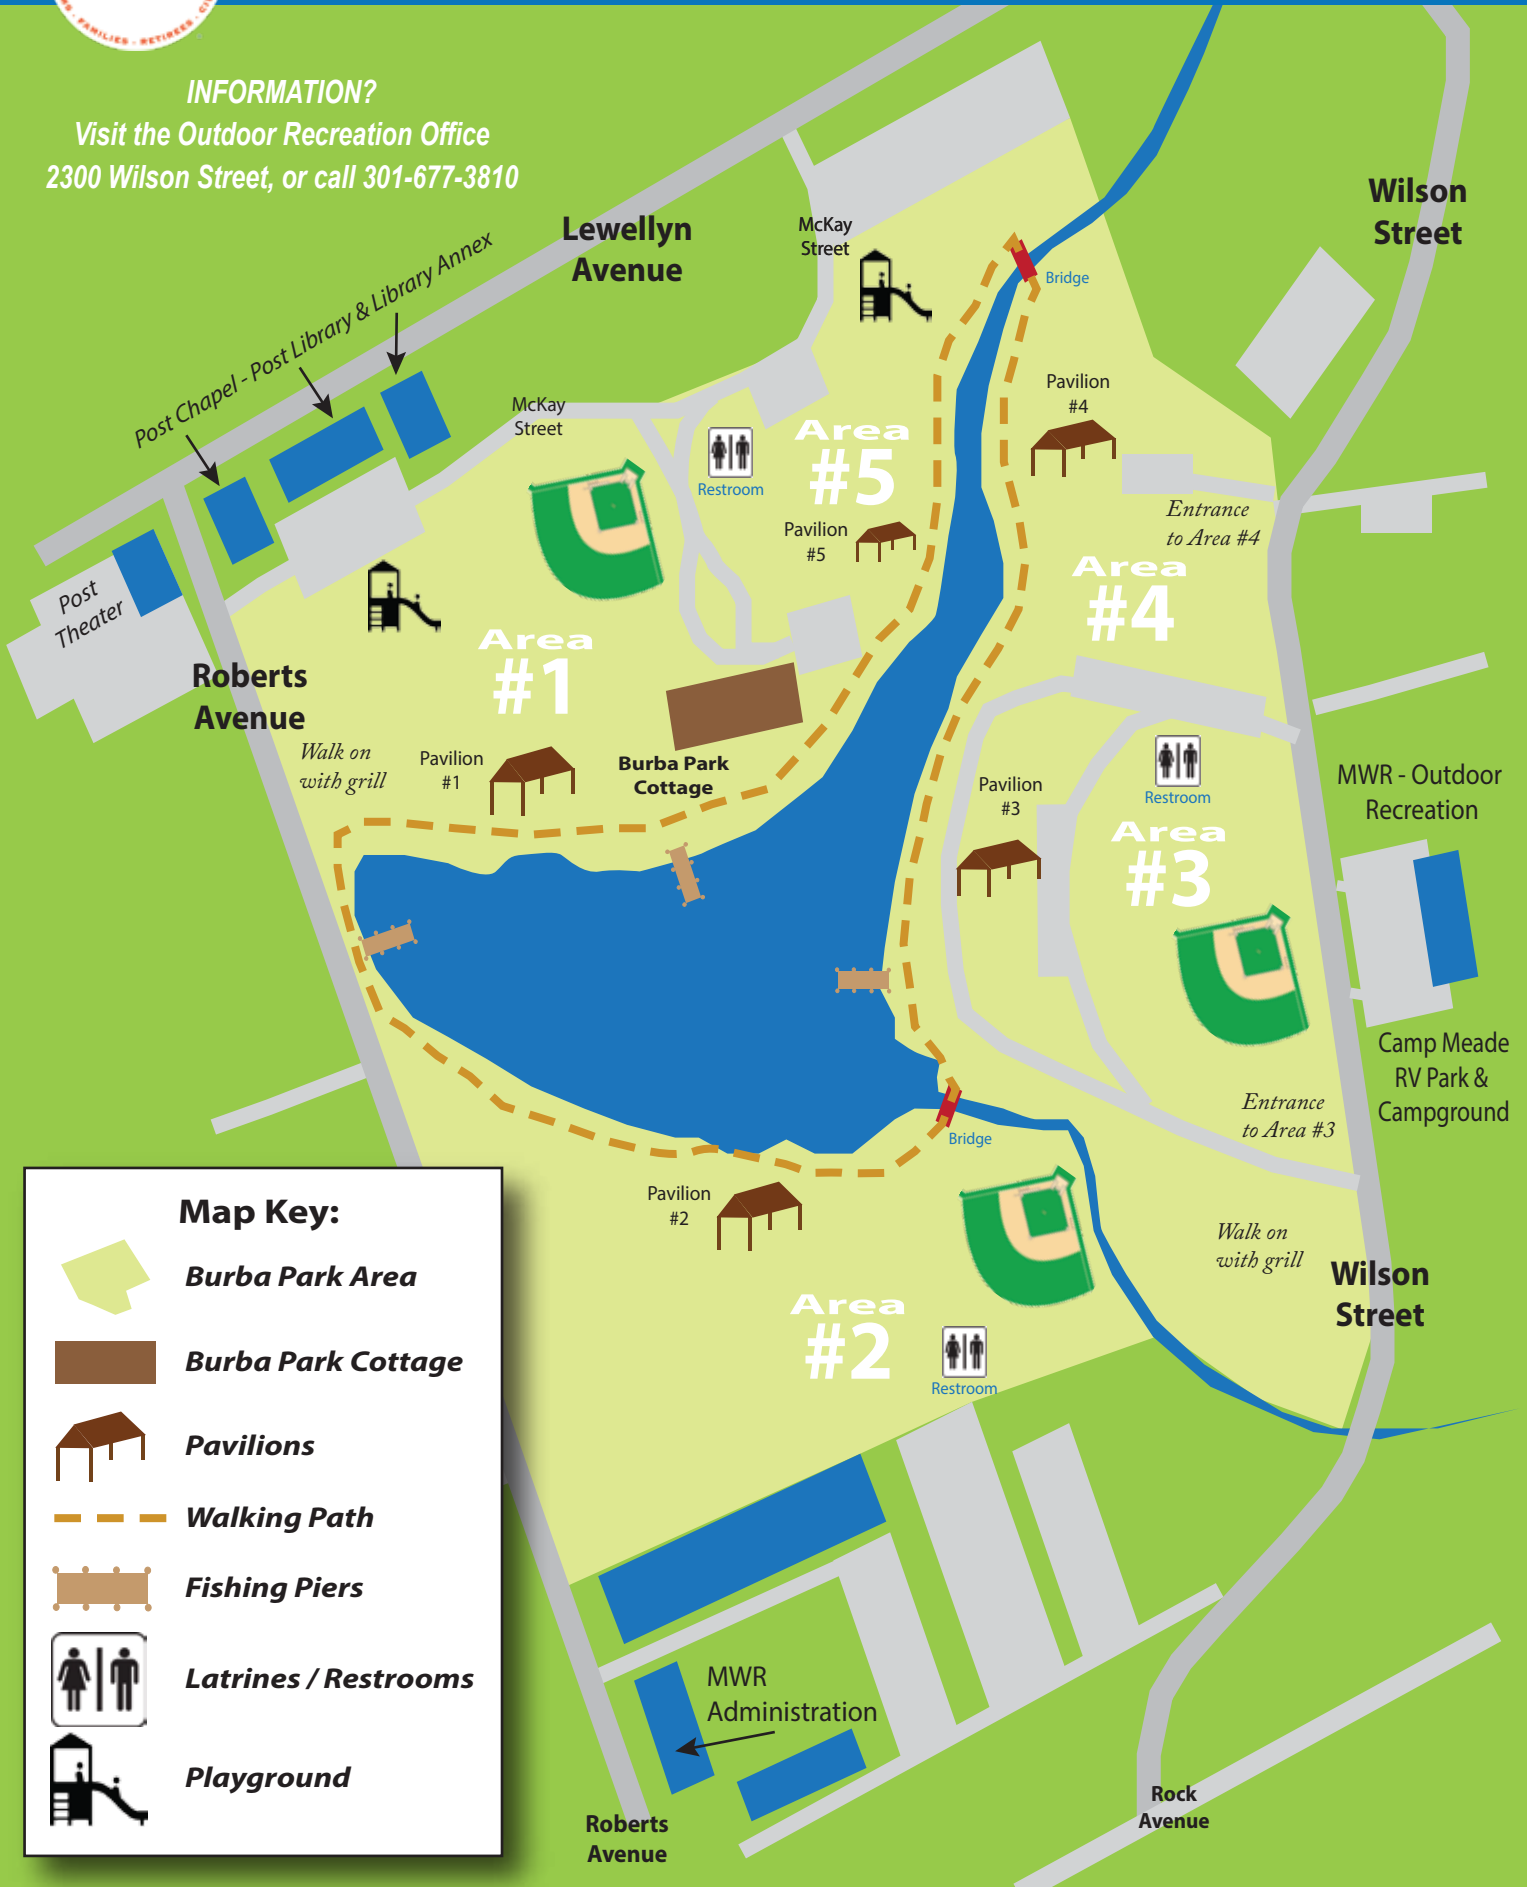 FAMILIES - RETIREES - CI
INFORMATION?
Visit the Outdoor Recreation Office
2300 Wilson Street, or call 301-677-3810
Lewellyn
Avenue
McKay
Street
Wilson
Street
Bridge
Post Chapel - Post Library & Library Annex
McKay
Street
Pavilion
#4
Restroom
Area
#5
Pavilion
#5
Entrance
to Area #4
Area
#4
Post
Theater
Roberts
Avenue
Area
#1
Walk on
with grill
Pavilion
#1
Burba Park
Cottage
Restroom
Pavilion
#3
Area
#3
MWR - Outdoor
Recreation
Camp Meade
RV Park &
Campground
Entrance
to Area #3
Bridge
Pavilion
#2
Walk on
with grill
Wilson
Street
Area
#2
Restroom
Map Key:
Burba Park Area
Burba Park Cottage
Pavilions
Walking Path
Fishing Piers
Latrines / Restrooms
Playground
MWR
Administration
Roberts
Avenue
Rock
Avenue